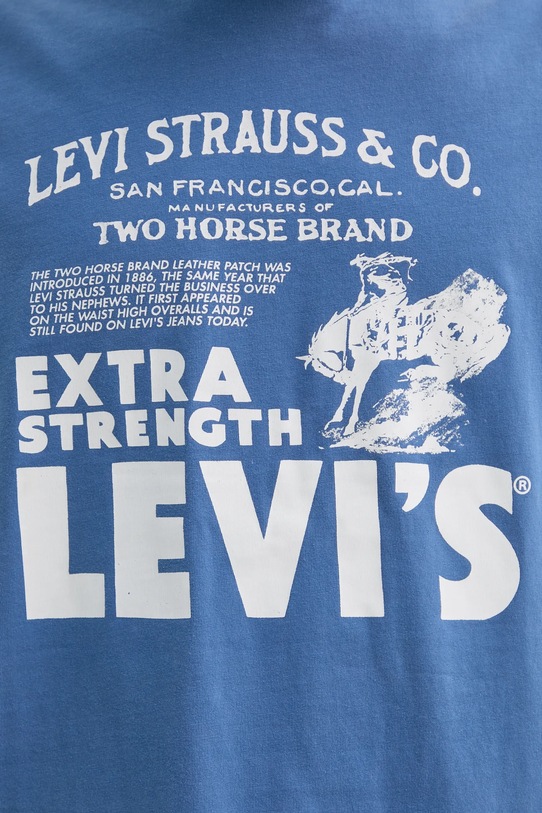 LEVI STRAUSS & CO.
SAN FRANCISCO, CAL.
MANUFACTURERS OF
TWO HORSE BRAND
THE TWO HORSE BRAND LEATHER PATCH WAS
INTRODUCED IN 1886, THE SAME YEAR THAT
LEVI STRAUSS TURNED THE BUSINESS OVER
TO HIS NEPHEWS. IT FIRST APPEARED
ON THE WAIST HIGH OVERALLS AND IS
STILL FOUND ON LEVI'S JEANS TODAY.
EXTRA
STRENGTH
LEVI'S®